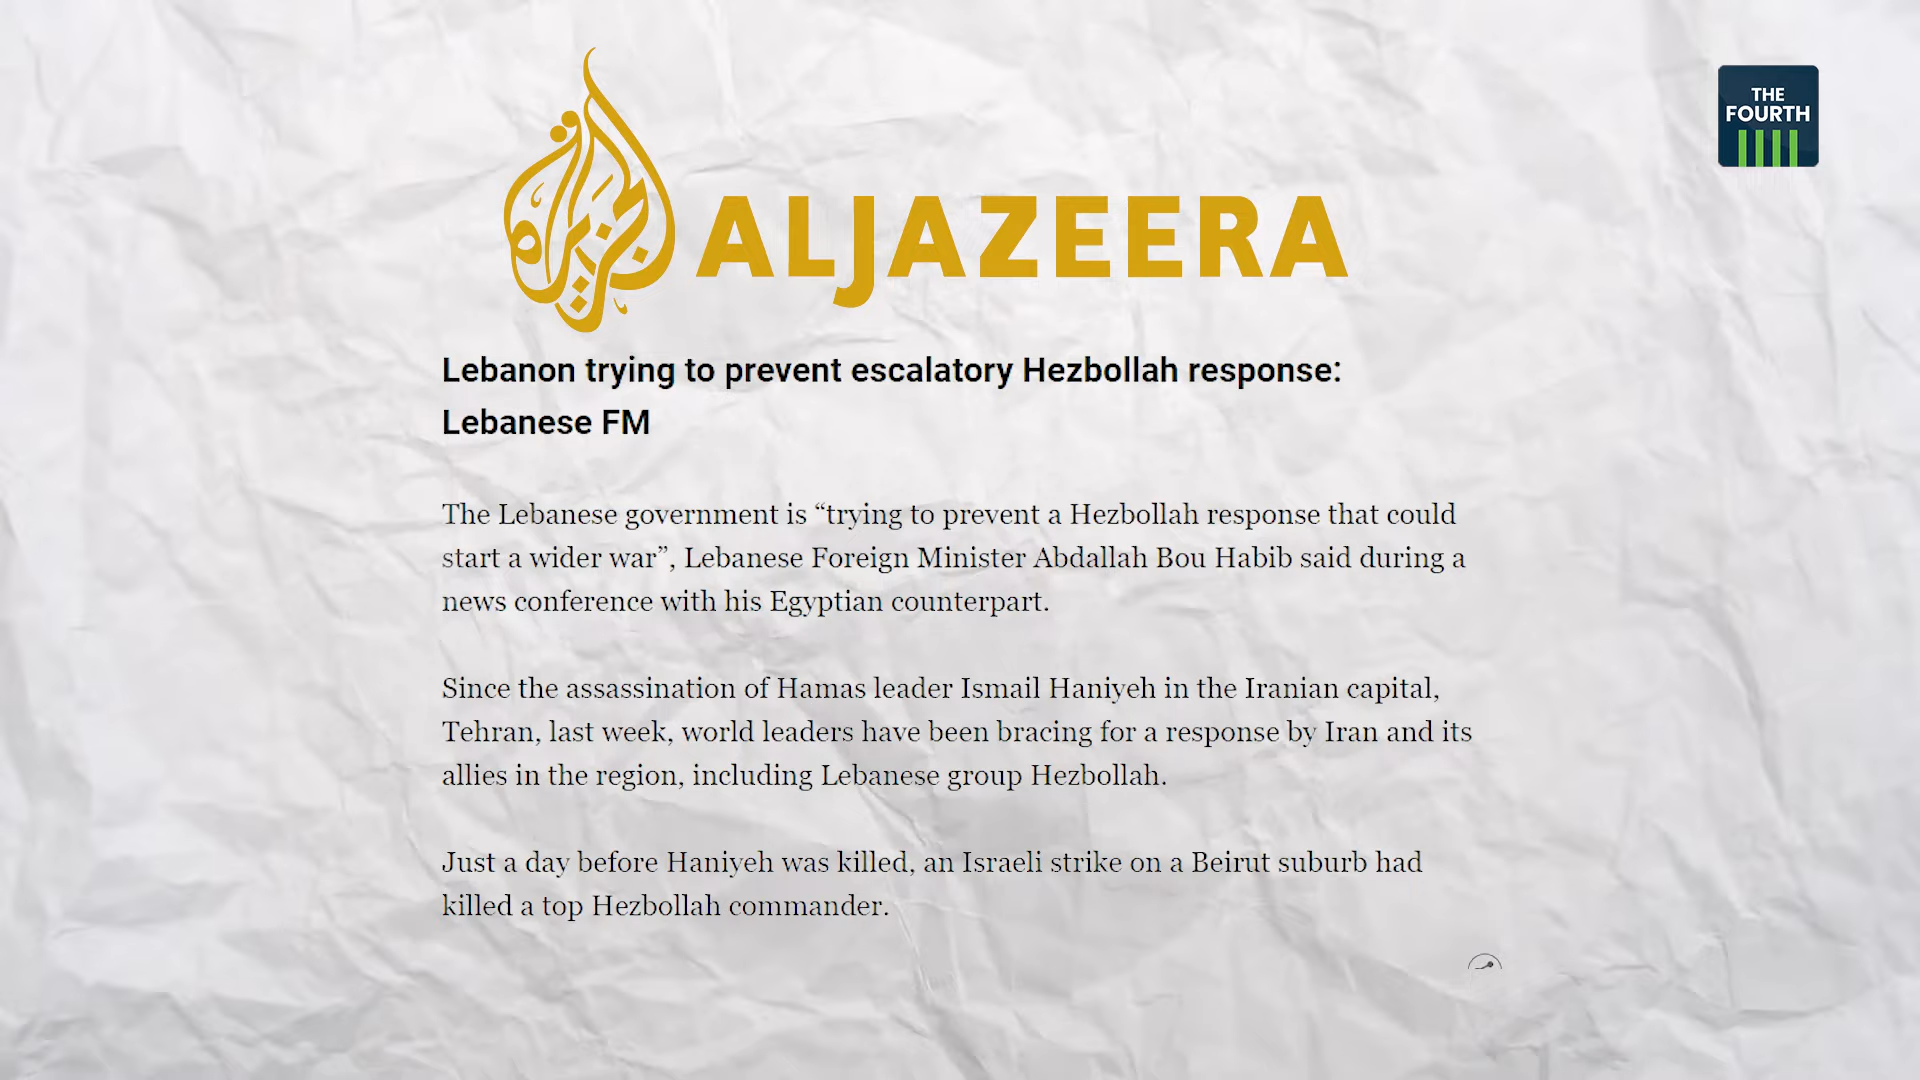 THE
FOURTH
الجزيرة
ALJAZEERA
Lebanon trying to prevent escalatory Hezbollah response:
Lebanese FM
The Lebanese government is “trying to prevent a Hezbollah response that could
start a wider war”, Lebanese Foreign Minister Abdallah Bou Habib said during a
news conference with his Egyptian counterpart.
Since the assassination of Hamas leader Ismail Haniyeh in the Iranian capital,
Tehran, last week, world leaders have been bracing for a response by Iran and its
allies in the region, including Lebanese group Hezbollah.
Just a day before Haniyeh was killed, an Israeli strike on a Beirut suburb had
killed a top Hezbollah commander.